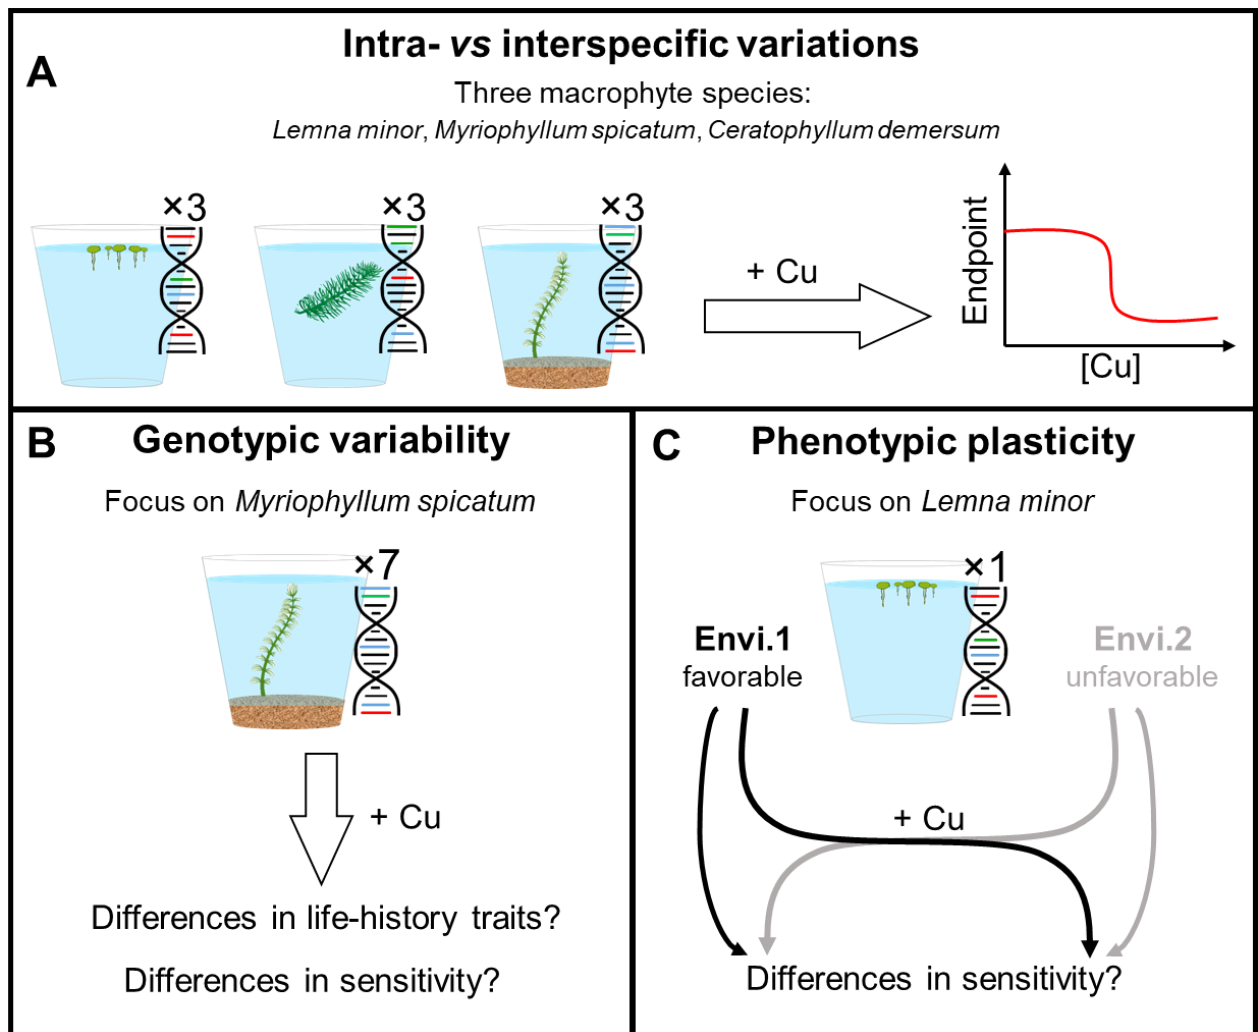 A
Intra- vs interspecific variations
Three macrophyte species:
Lemna minor, Myriophyllum spicatum, Ceratophyllum demersum
×3
×3
×3
+ Cu
Endpoint
[Cu]
B
Genotypic variability
Focus on Myriophyllum spicatum
×7
+ Cu
Differences in life-history traits?
Differences in sensitivity?
C
Phenotypic plasticity
Focus on Lemna minor
×1
Envi.1
favorable
Envi.2
unfavorable
+ Cu
Differences in sensitivity?